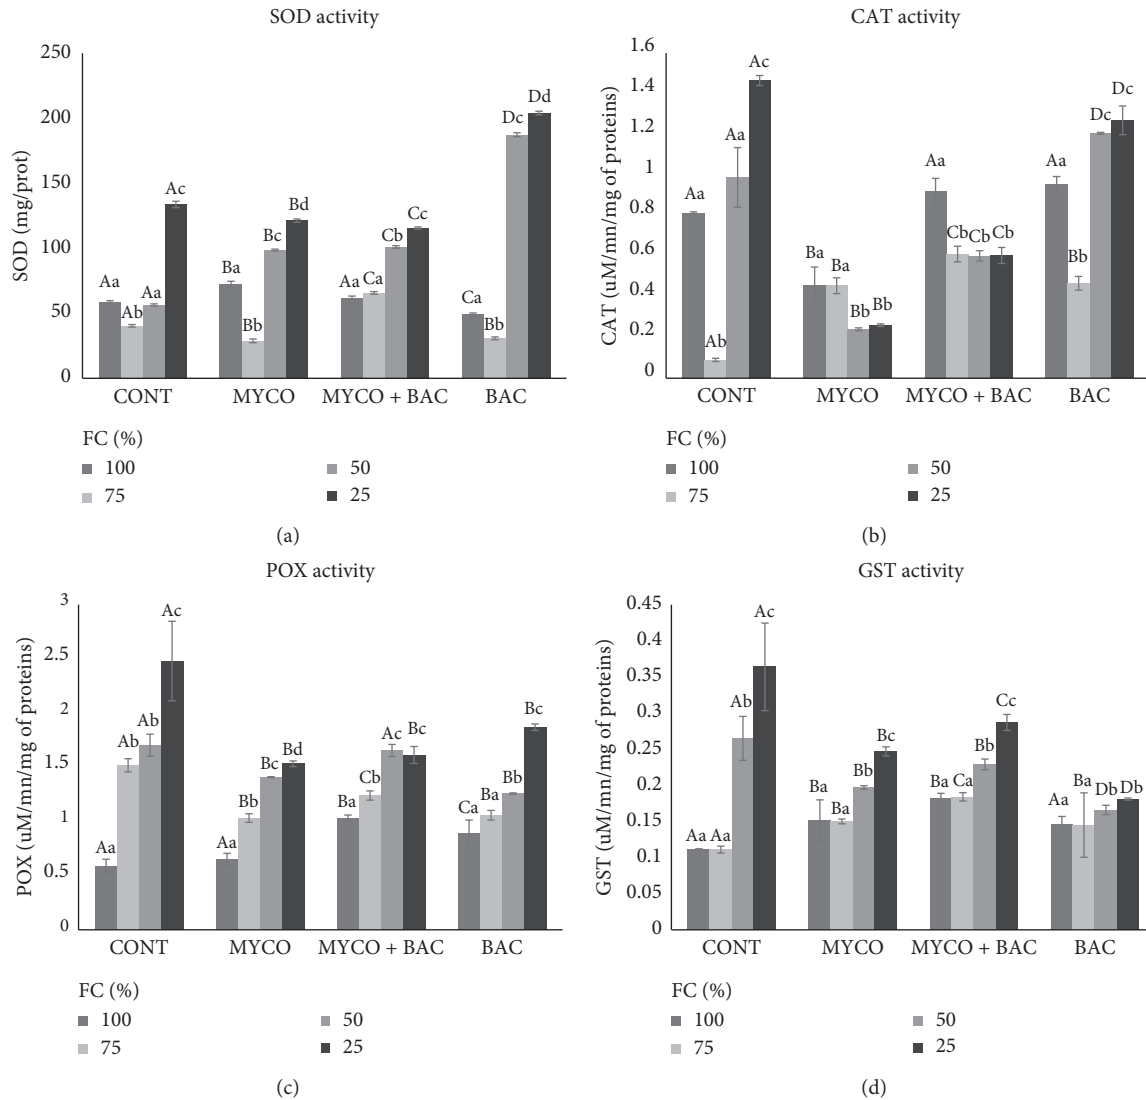 SOD activity
250
200
150
100
50
0
SOD (mg/prot)
Aa Ab Aa Ac
Ba Bb Bc Bd
Aa Ca Cb Cc
Ca Bb Dc Dd
CONT MYCO MYCO + BAC BAC
FC (%)
100 50
75 25
(a)
CAT activity
1.6
1.4
1.2
1
0.8
0.6
0.4
0.2
0
CAT (uM/mn/mg of proteins)
Aa Ab Aa Ac
Ba Ba Bb Bb
Aa Cb Cb Cb
Aa Bb Dc Dc
CONT MYCO MYCO + BAC BAC
FC (%)
100 50
75 25
(b)
POX activity
3
2.5
2
1.5
1
0.5
0
POX (uM/mn/mg of proteins)
Aa Ab Ab Ac
Aa Bb Bc Bd
Ba Cb Ac Bc
Ca Ba Bb Bc
CONT MYCO MYCO + BAC BAC
FC (%)
100 50
75 25
(c)
GST activity
0.45
0.4
0.35
0.3
0.25
0.2
0.15
0.1
0.05
0
GST (uM/mn/mg of proteins)
Aa Aa Ab Ac
Ba Ba Bb Bc
Ba Ca Bb Cc
Aa Ba Db Db
CONT MYCO MYCO + BAC BAC
FC (%)
100 50
75 25
(d)